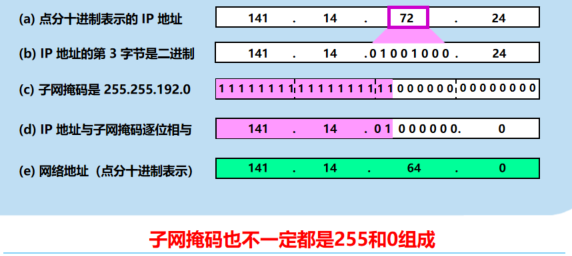 (a) 点分十进制表示的 IP 地址 141 . 14 . 72 . 24
(b) IP 地址的第 3 字节是二进制 141 . 14 .01001000. 24
(c) 子网掩码是 255.255.192.0 11111111111111111100000000000000
(d) IP 地址与子网掩码逐位相与 141 . 14 .01000000. 0
(e) 网络地址（点分十进制表示） 141 . 14 . 64 . 0
子网掩码也不一定都是255和0组成